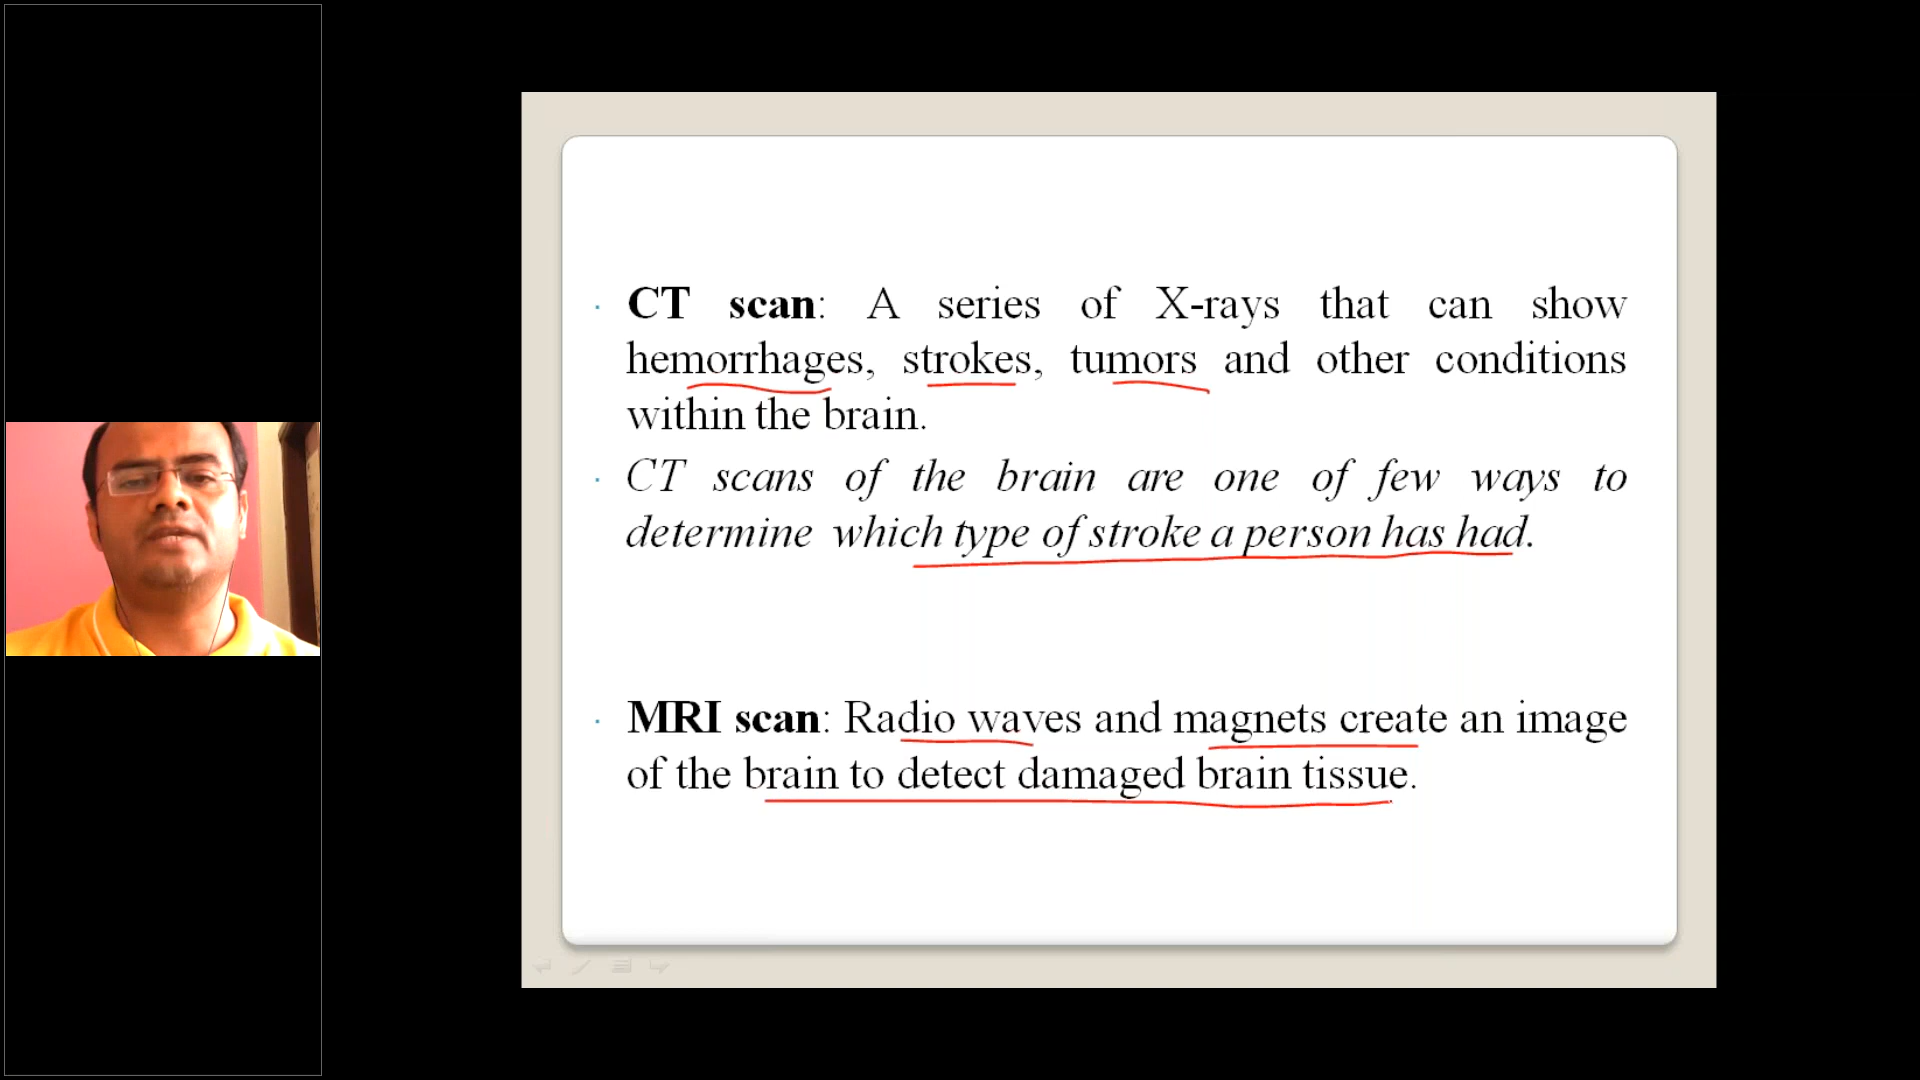 CT scan: A series of X-rays that can show
hemorrhages, strokes, tumors and other conditions
within the brain.
CT scans of the brain are one of few ways to
determine which type of stroke a person has had.
MRI scan: Radio waves and magnets create an image
of the brain to detect damaged brain tissue.